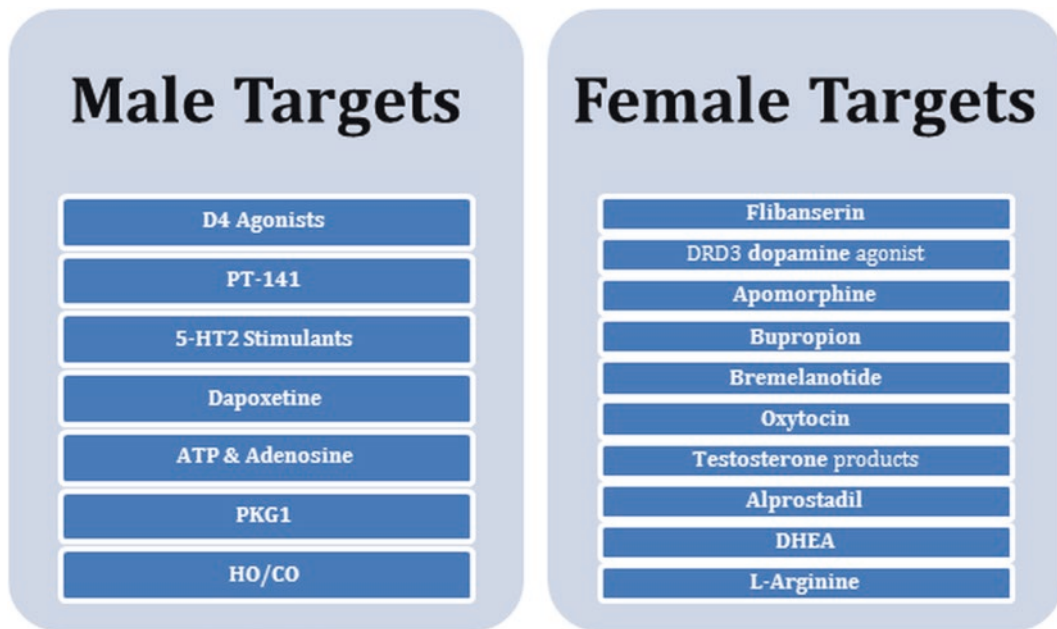 Male Targets
D4 Agonists
PT-141
5-HT2 Stimulants
Dapoxetine
ATP & Adenosine
PKG1
HO/CO
Female Targets
Flibanserin
DRD3 dopamine agonist
Apomorphine
Bupropion
Bremelanotide
Oxytocin
Testosterone products
Alprostadil
DHEA
L-Arginine